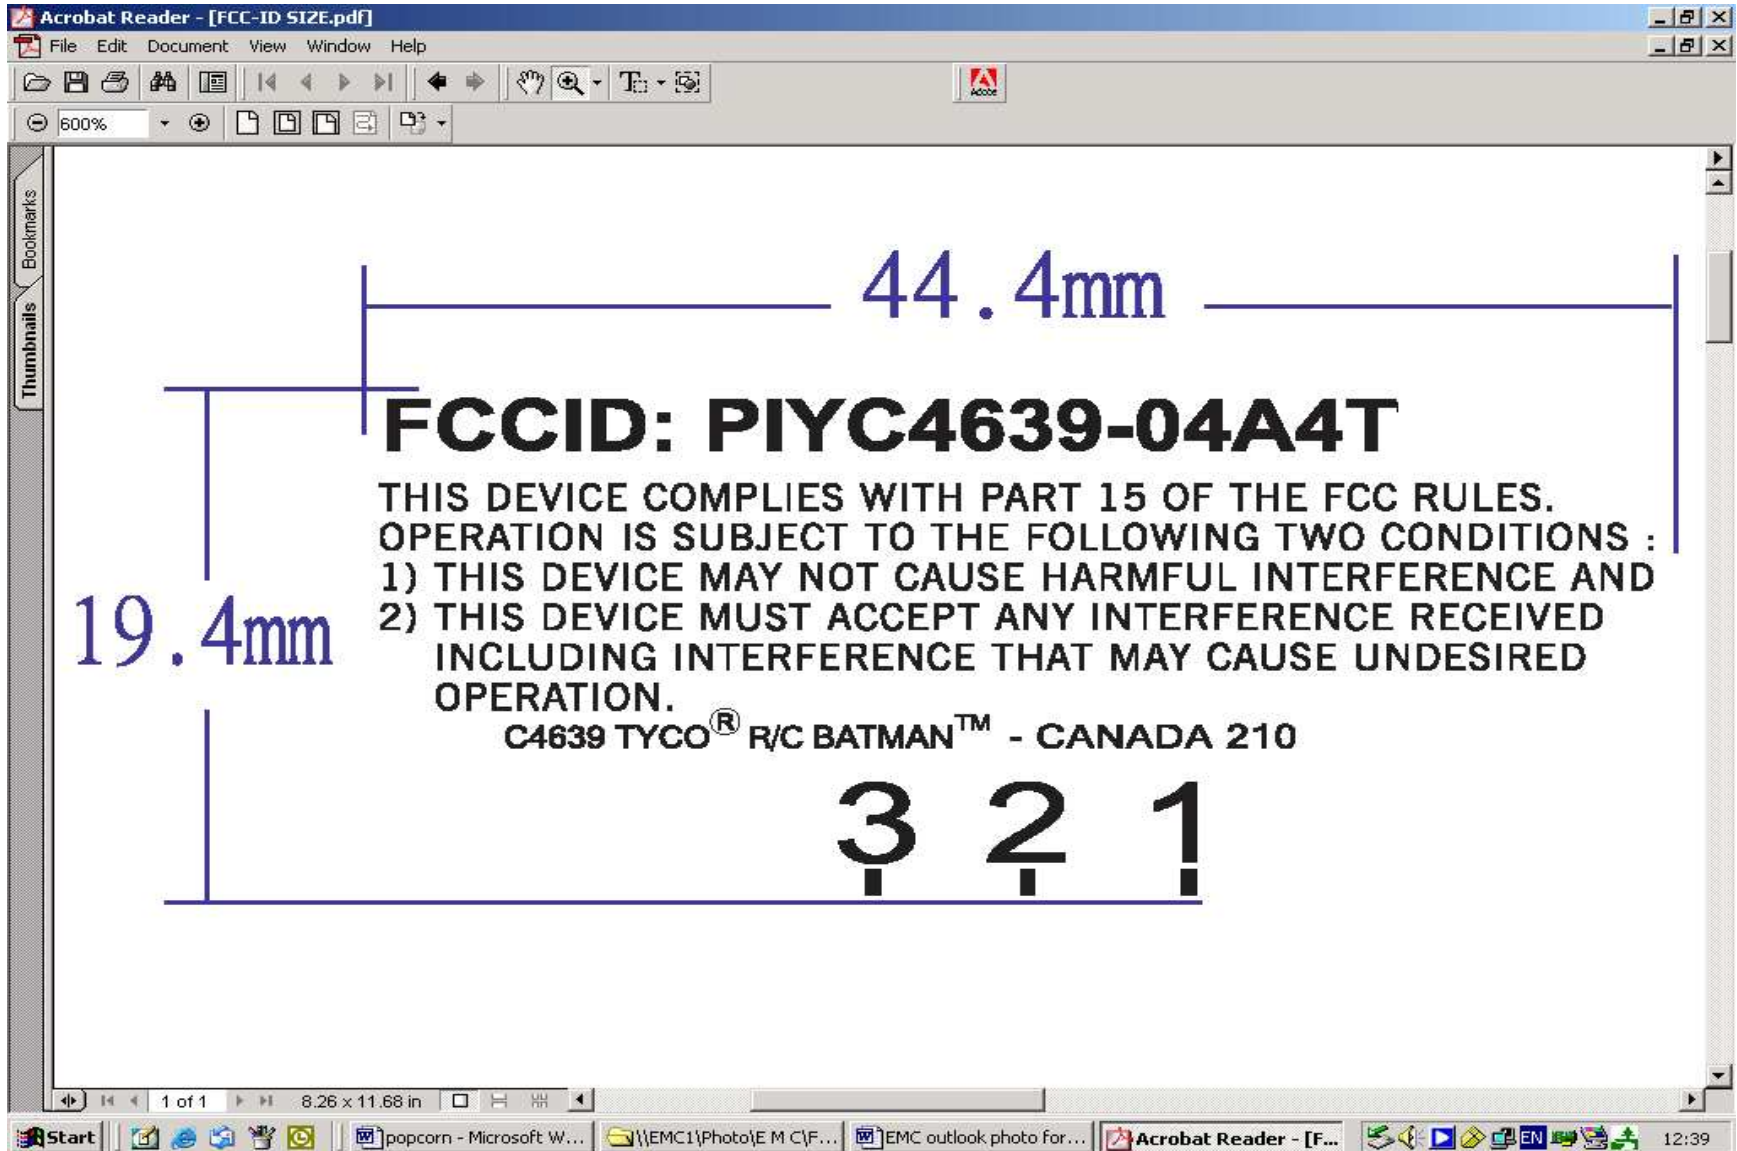 Acrobat Reader - [FCC-ID SIZE.pdf]
File Edit Document View Window Help
Adobe
600%
Bookmarks
Thumbnails
44.4mm
19.4mm
FCCID: PIYC4639-04A4T
THIS DEVICE COMPLIES WITH PART 15 OF THE FCC RULES.
OPERATION IS SUBJECT TO THE FOLLOWING TWO CONDITIONS :
1) THIS DEVICE MAY NOT CAUSE HARMFUL INTERFERENCE AND
2) THIS DEVICE MUST ACCEPT ANY INTERFERENCE RECEIVED
INCLUDING INTERFERENCE THAT MAY CAUSE UNDESIRED
OPERATION.
C4639 TYCO® R/C BATMAN™ - CANADA 210
3 2 1
1 of 1 8.26 x 11.68 in
Start popcorn - Microsoft W... \\EMC1\Photo\E M C\F... EMC outlook photo for... Acrobat Reader - [F... EN 12:39